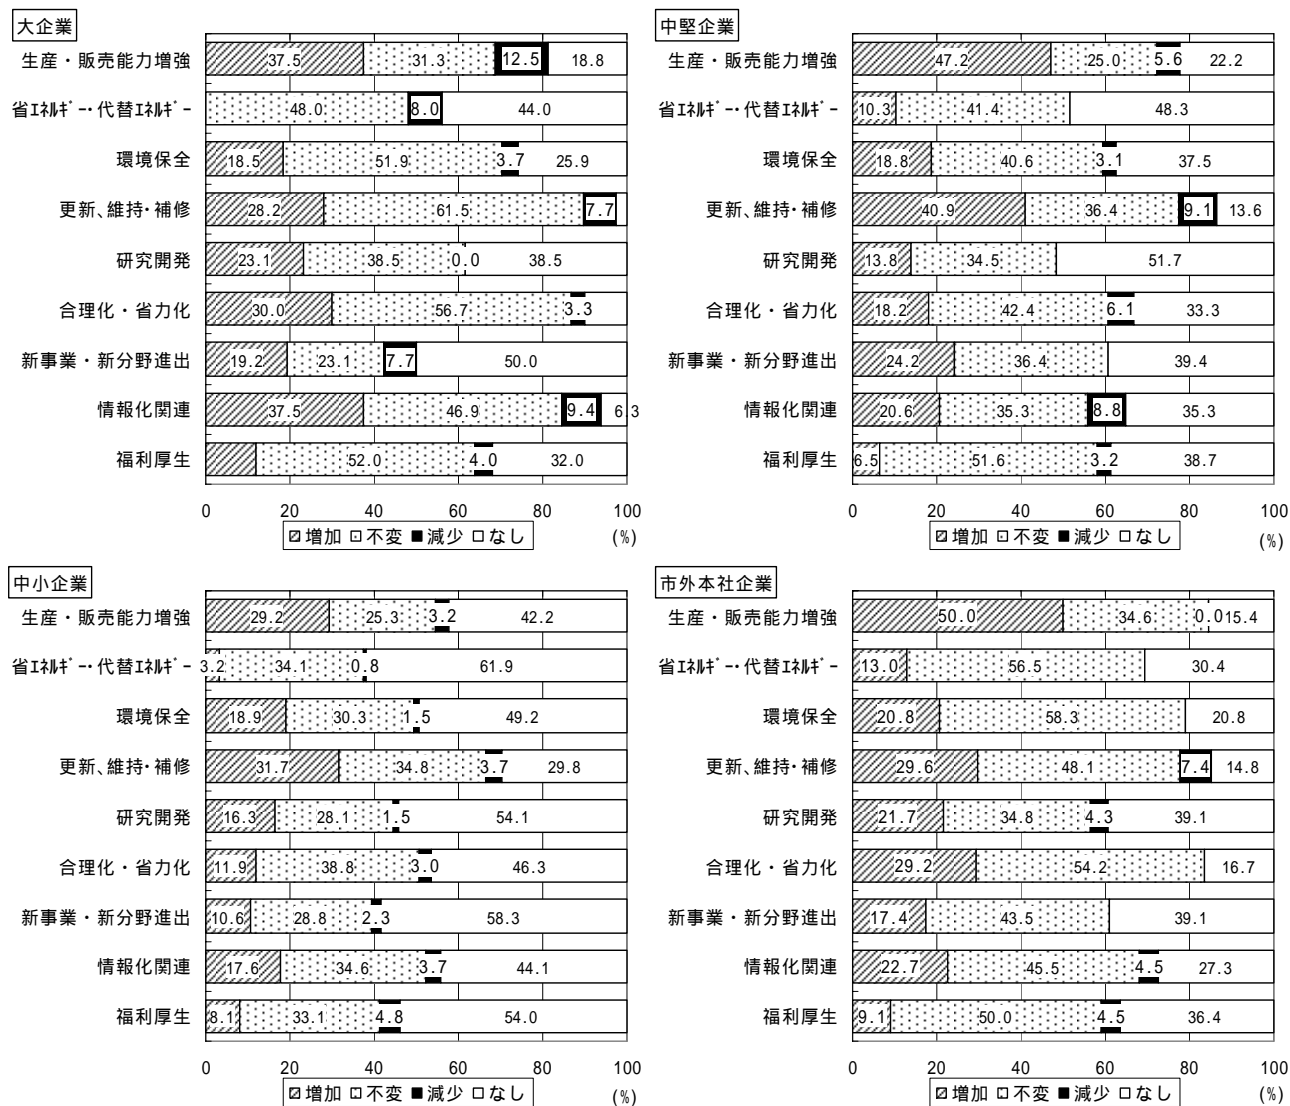 大企業
生産・販売能力増強 37.5 31.3 12.5 18.8
省エネルギー・代替エネルギー 48.0 8.0 44.0
環境保全 18.5 51.9 3.7 25.9
更新、維持・補修 28.2 61.5 7.7
研究開発 23.1 38.5 0.0 38.5
合理化・省力化 30.0 56.7 3.3
新事業・新分野進出 19.2 23.1 7.7 50.0
情報化関連 37.5 46.9 9.4 6.3
福利厚生 52.0 4.0 32.0
0 20 40 60 80 100
増加 不変 減少 なし (%)
中堅企業
生産・販売能力増強 47.2 25.0 5.6 22.2
省エネルギー・代替エネルギー 10.3 41.4 48.3
環境保全 18.8 40.6 3.1 37.5
更新、維持・補修 40.9 36.4 9.1 13.6
研究開発 13.8 34.5 51.7
合理化・省力化 18.2 42.4 6.1 33.3
新事業・新分野進出 24.2 36.4 39.4
情報化関連 20.6 35.3 8.8 35.3
福利厚生 6.5 51.6 3.2 38.7
0 20 40 60 80 100
増加 不変 減少 なし (%)
中小企業
生産・販売能力増強 29.2 25.3 3.2 42.2
省エネルギー・代替エネルギー 3.2 34.1 0.8 61.9
環境保全 18.9 30.3 1.5 49.2
更新、維持・補修 31.7 34.8 3.7 29.8
研究開発 16.3 28.1 1.5 54.1
合理化・省力化 11.9 38.8 3.0 46.3
新事業・新分野進出 10.6 28.8 2.3 58.3
情報化関連 17.6 34.6 3.7 44.1
福利厚生 8.1 33.1 4.8 54.0
0 20 40 60 80 100
増加 不変 減少 なし (%)
市外本社企業
生産・販売能力増強 50.0 34.6 0.0 15.4
省エネルギー・代替エネルギー 13.0 56.5 30.4
環境保全 20.8 58.3 20.8
更新、維持・補修 29.6 48.1 7.4 14.8
研究開発 21.7 34.8 4.3 39.1
合理化・省力化 29.2 54.2 16.7
新事業・新分野進出 17.4 43.5 39.1
情報化関連 22.7 45.5 4.5 27.3
福利厚生 9.1 50.0 4.5 36.4
0 20 40 60 80 100
増加 不変 減少 なし (%)